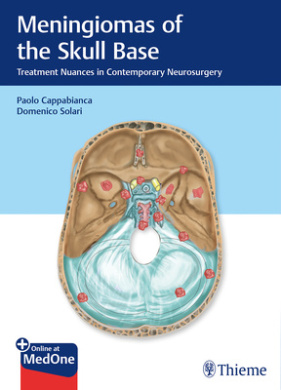 Meningiomas of
the Skull Base
Treatment Nuances in Contemporary Neurosurgery
Paolo Cappabianca
Domenico Solari
+ Online at
MedOne
Thieme